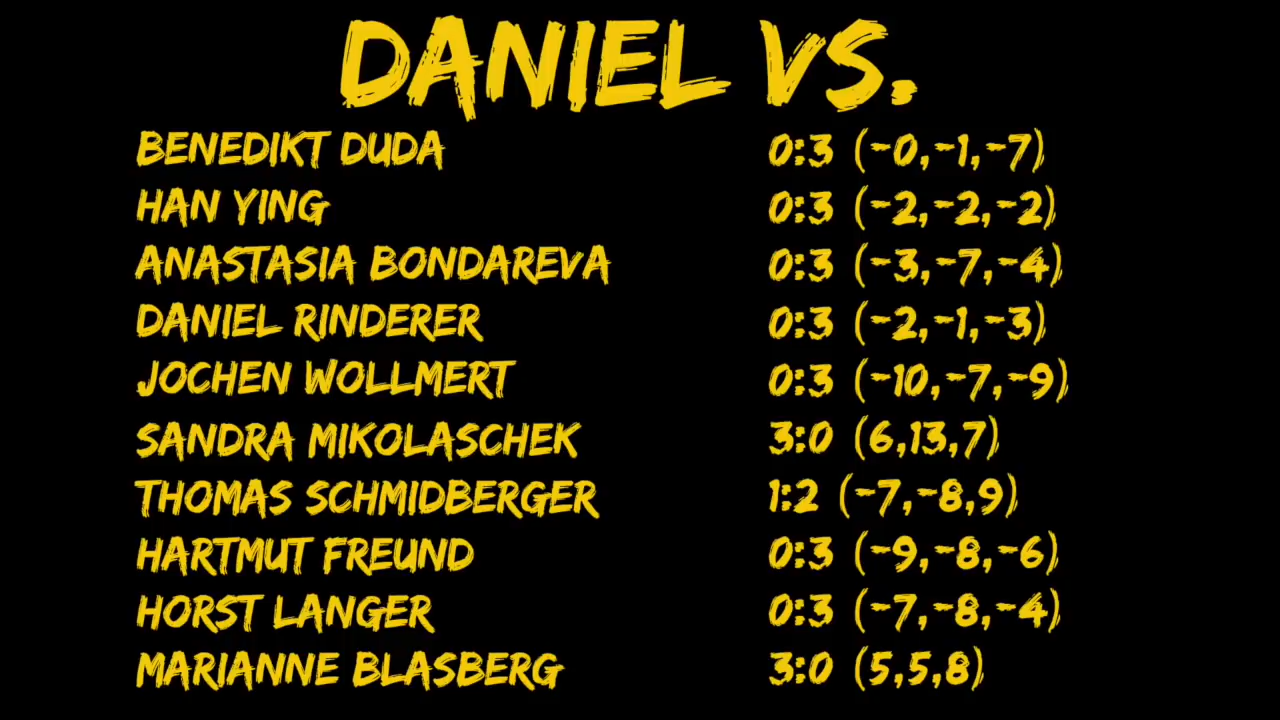 DANIEL VS.
BENEDIKT DUDA 0:3 (-0,-1,-7)
HAN YING 0:3 (-2,-2,-2)
ANASTASIA BONDAREVA 0:3 (-3,-7,-4)
DANIEL RINDERER 0:3 (-2,-1,-3)
JOCHEN WOLLMERT 0:3 (-10,-7,-9)
SANDRA MIKOLASCHEK 3:0 (6,13,7)
THOMAS SCHMIDBERGER 1:2 (-7,-8,9)
HARTMUT FREUND 0:3 (-9,-8,-6)
HORST LANGER 0:3 (-7,-8,-4)
MARIANNE BLASBERG 3:0 (5,5,8)